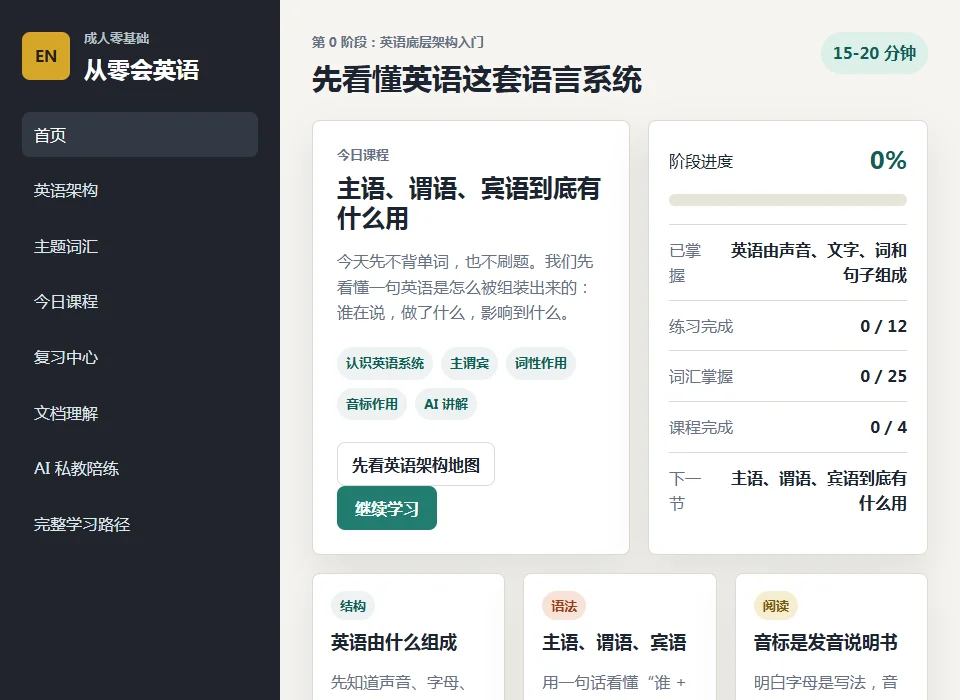 EN
成人零基础
从零会英语
首页
英语架构
主题词汇
今日课程
复习中心
文档理解
AI 私教陪练
完整学习路径
第 0 阶段：英语底层架构入门
先看懂英语这套语言系统
15-20 分钟
今日课程
主语、谓语、宾语到底有
什么用
今天先不背单词，也不刷题。我们先
看懂一句英语是怎么被组装出来的：
谁在说，做了什么，影响到什么。
认识英语系统
主谓宾
词性作用
音标作用
AI 讲解
先看英语架构地图
继续学习
阶段进度
0%
已掌
握
英语由声音、文字、词和
句子组成
练习完成
0 / 12
词汇掌握
0 / 25
课程完成
0 / 4
下一
节
主语、谓语、宾语到底有
什么用
结构
英语由什么组成
先知道声音、字母、
语法
主语、谓语、宾语
用一句话看懂“谁 +
阅读
音标是发音说明书
明白字母是写法，音